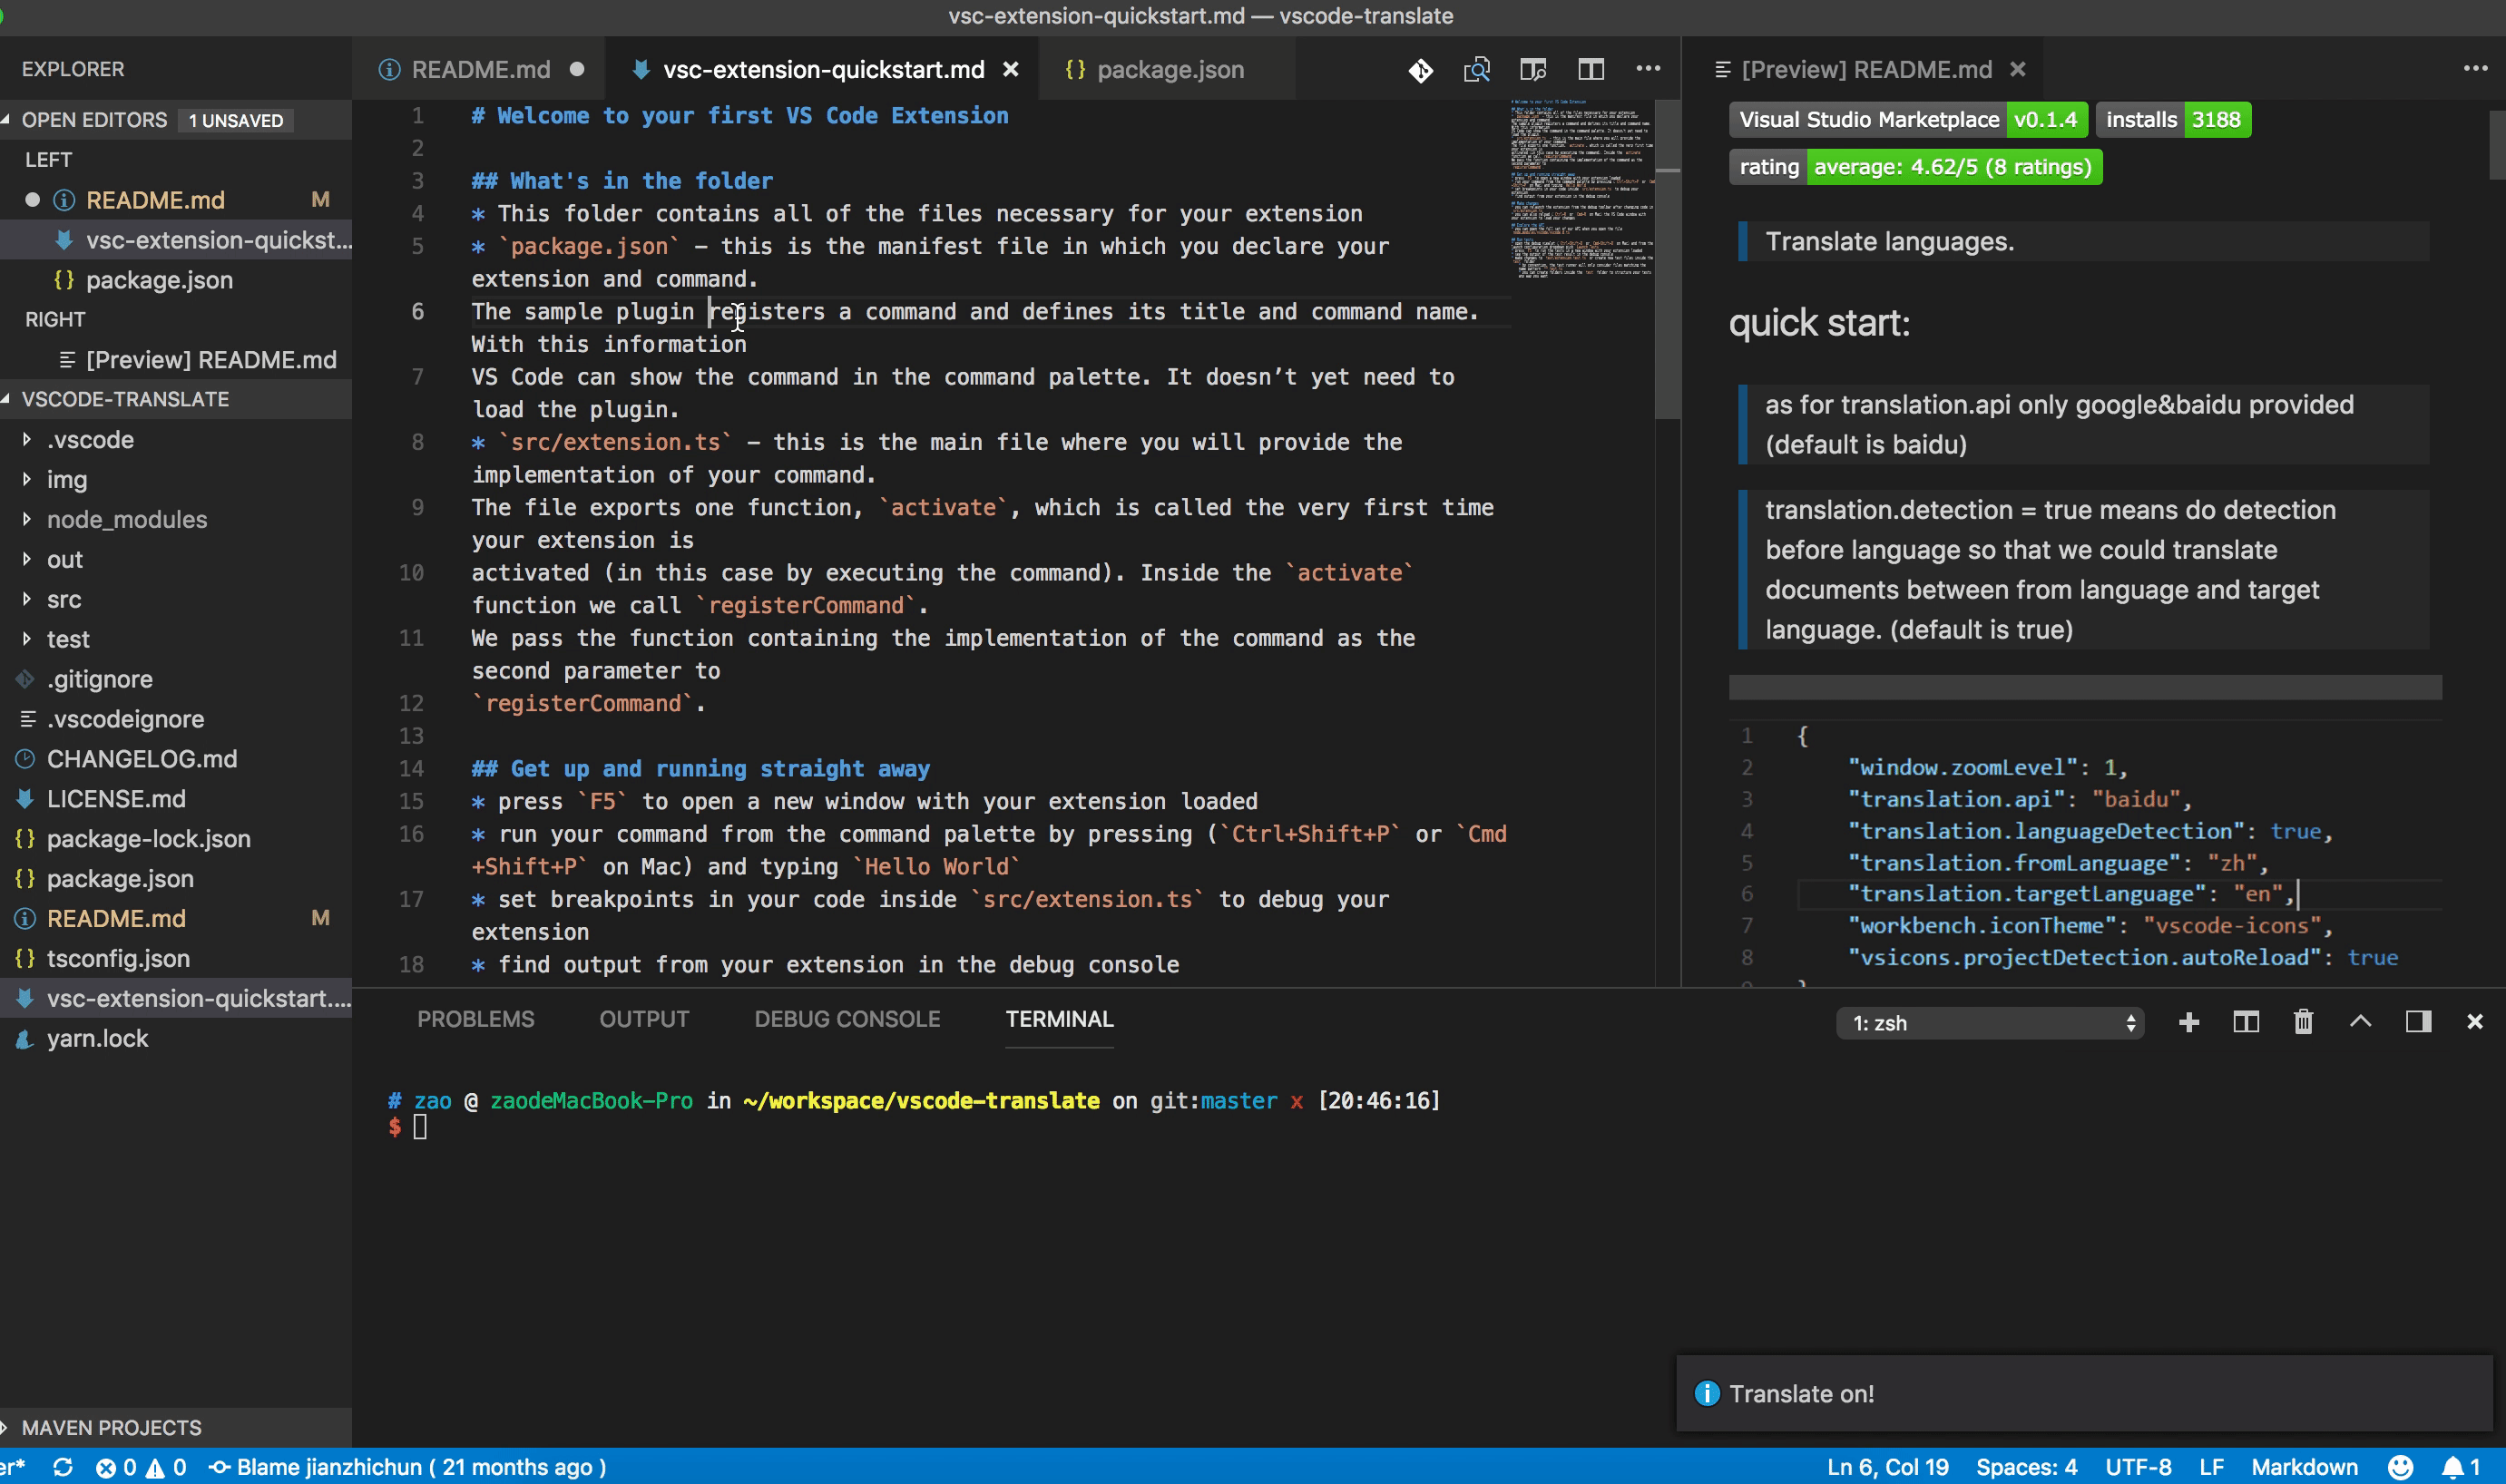 vsc-extension-quickstart.md — vscode-translate
EXPLORER
OPEN EDITORS 1 UNSAVED
LEFT
README.md M
vsc-extension-quickst...
{} package.json
RIGHT
[Preview] README.md
VSCODE-TRANSLATE
.vscode
img
node_modules
out
src
test
.gitignore
.vscodeignore
CHANGELOG.md
LICENSE.md
{} package-lock.json
{} package.json
README.md M
{} tsconfig.json
vsc-extension-quickstart....
yarn.lock
MAVEN PROJECTS
README.md
vsc-extension-quickstart.md
{} package.json
1 # Welcome to your first VS Code Extension
2
3 ## What's in the folder
4 * This folder contains all of the files necessary for your extension
5 * `package.json` – this is the manifest file in which you declare your
extension and command.
6 The sample plugin registers a command and defines its title and command name.
With this information
7 VS Code can show the command in the command palette. It doesn’t yet need to
load the plugin.
8 * `src/extension.ts` – this is the main file where you will provide the
implementation of your command.
9 The file exports one function, `activate`, which is called the very first time
your extension is
10 activated (in this case by executing the command). Inside the `activate`
function we call `registerCommand`.
11 We pass the function containing the implementation of the command as the
second parameter to
12 `registerCommand`.
13
14 ## Get up and running straight away
15 * press `F5` to open a new window with your extension loaded
16 * run your command from the command palette by pressing (`Ctrl+Shift+P` or `Cmd
+Shift+P` on Mac) and typing `Hello World`
17 * set breakpoints in your code inside `src/extension.ts` to debug your
extension
18 * find output from your extension in the debug console
[Preview] README.md
Visual Studio Marketplace v0.1.4 installs 3188
rating average: 4.62/5 (8 ratings)
Translate languages.
quick start:
as for translation.api only google&baidu provided
(default is baidu)
translation.detection = true means do detection
before language so that we could translate
documents between from language and target
language. (default is true)
1 {
2 "window.zoomLevel": 1,
3 "translation.api": "baidu",
4 "translation.languageDetection": true,
5 "translation.fromLanguage": "zh",
6 "translation.targetLanguage": "en",
7 "workbench.iconTheme": "vscode-icons",
8 "vsicons.projectDetection.autoReload": true
PROBLEMS OUTPUT DEBUG CONSOLE TERMINAL
1: zsh
# zao @ zaodeMacBook-Pro in ~/workspace/vscode-translate on git:master x [20:46:16]
$
Translate on!
er* 0 0 Blame jianzhichun ( 21 months ago )
Ln 6, Col 19 Spaces: 4 UTF-8 LF Markdown 1